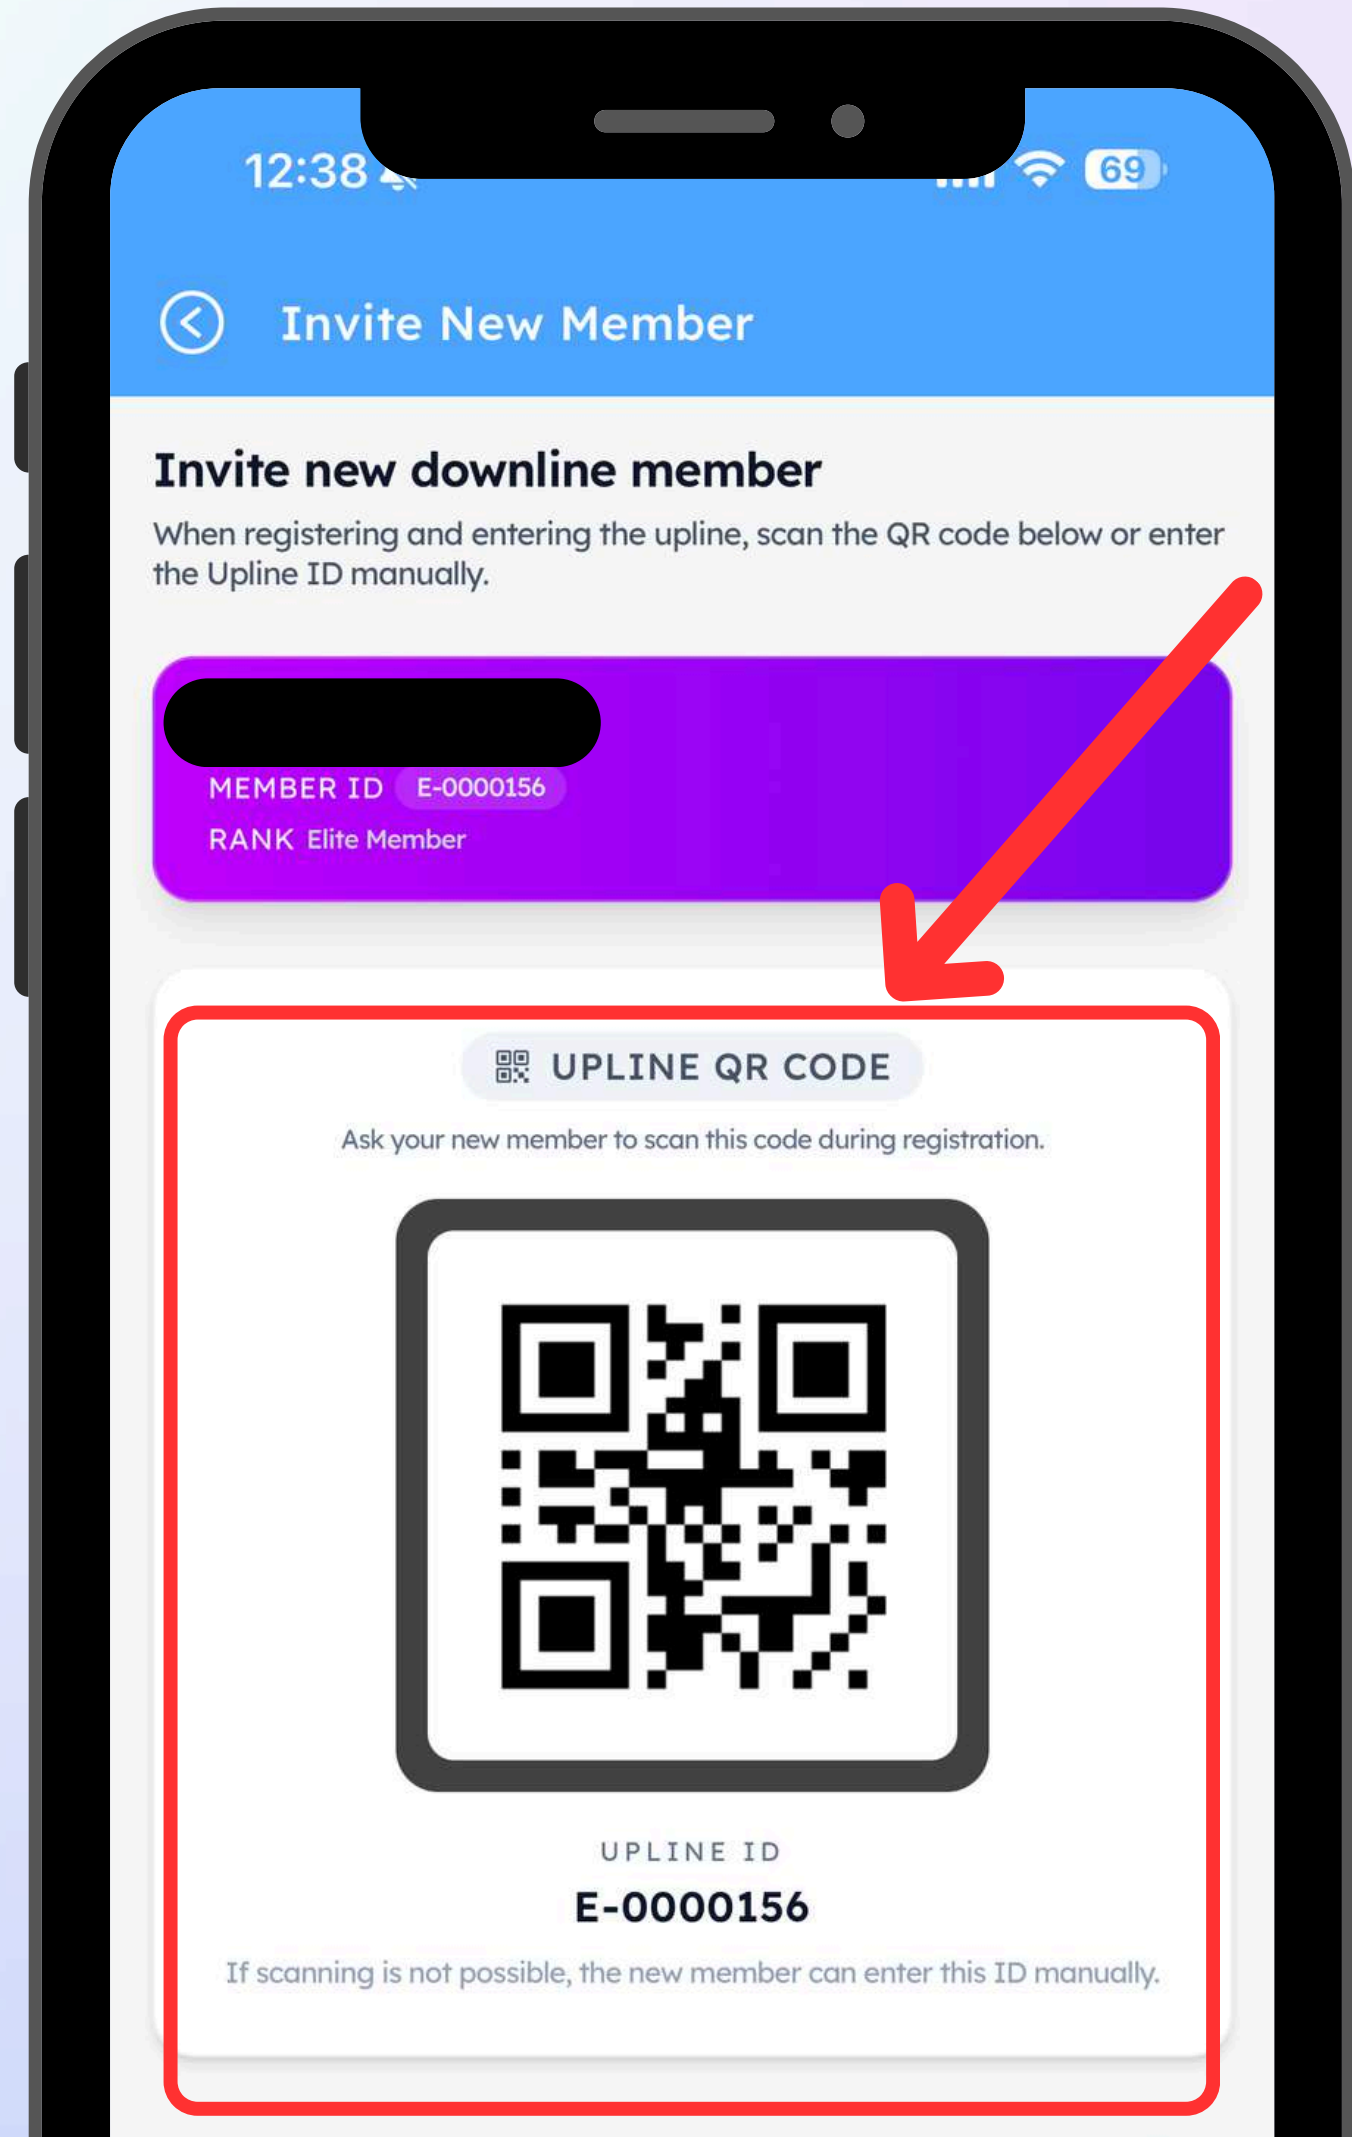 12:38
69
Invite New Member
Invite new downline member
When registering and entering the upline, scan the QR code below or enter
the Upline ID manually.
MEMBER ID E-0000156
RANK Elite Member
UPLINE QR CODE
Ask your new member to scan this code during registration.
UPLINE ID
E-0000156
If scanning is not possible, the new member can enter this ID manually.